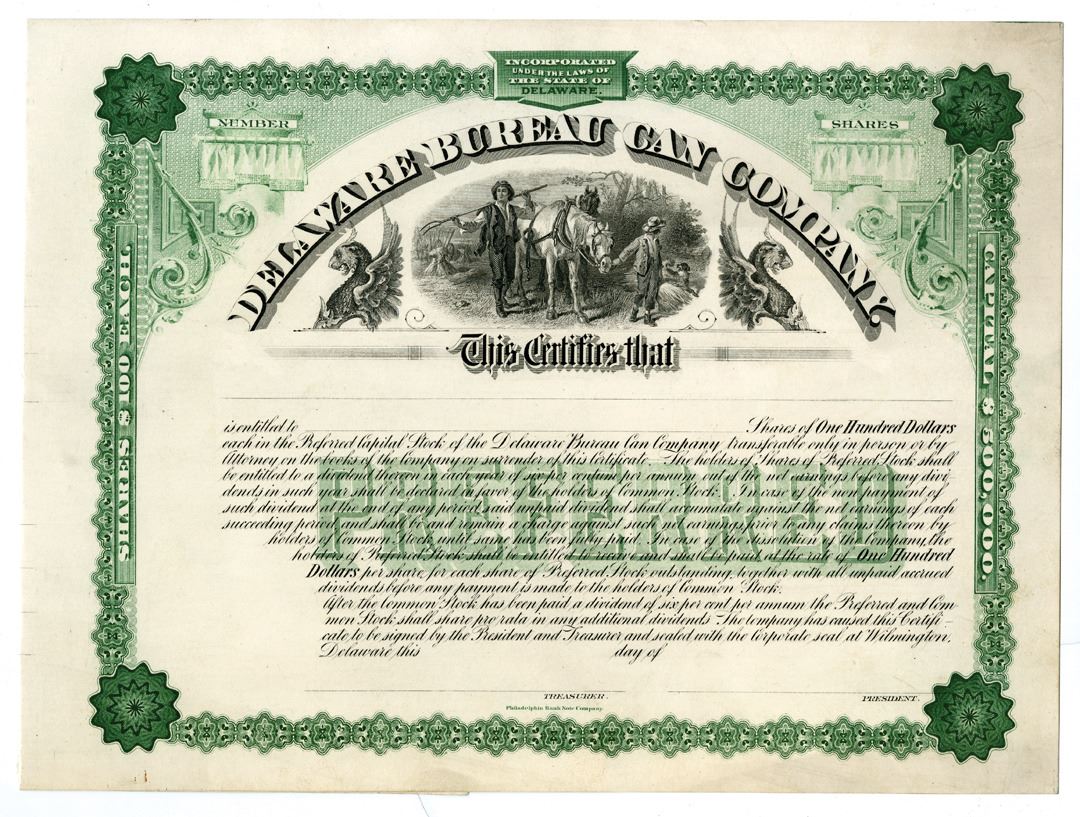 INCORPORATED
UNDER THE LAWS OF
THE STATE OF
DELAWARE.
NUMBER
SHARES
DELAWARE BUREAU CAN COMPANY.
SHARES $100 EACH.
CAPITAL $300,000.
This Certifies that
is entitled to Shares of One Hundred Dollars
each in the Preferred Capital Stock of the Delaware Bureau Can Company transferable only in person or by
Attorney on the books of the Company on surrender of this Certificate. The holders of Shares of Preferred Stock shall
be entitled to a dividend thereon in each year of six per centum per annum out of the net earnings before any divi-
dends in such year shall be declared in favor of the holders of Common Stock. In case of the non payment of
such dividend at the end of any period said unpaid dividend shall accumulate against the net earnings of each
succeeding period and shall be and remain a charge against such net earnings prior to any claims thereon by
holders of Common Stock until same has been fully paid. In case of the dissolution of the Company, the
holders of Preferred Stock shall be entitled to receive and shall be paid at the rate of One Hundred
Dollars per share, for each share of Preferred Stock outstanding, together with all unpaid accrued
dividends before any payment is made to the holders of Common Stock.
After the Common Stock has been paid a dividend of six per cent per annum the Preferred and Com-
mon Stock shall share pro rata in any additional dividends. The Company has caused this Certifi-
cate to be signed by the President and Treasurer and sealed with the Corporate seal at Wilmington,
Delaware, this day of
PREFERRED
TREASURER.
PRESIDENT.
Philadelphia Bank Note Company.